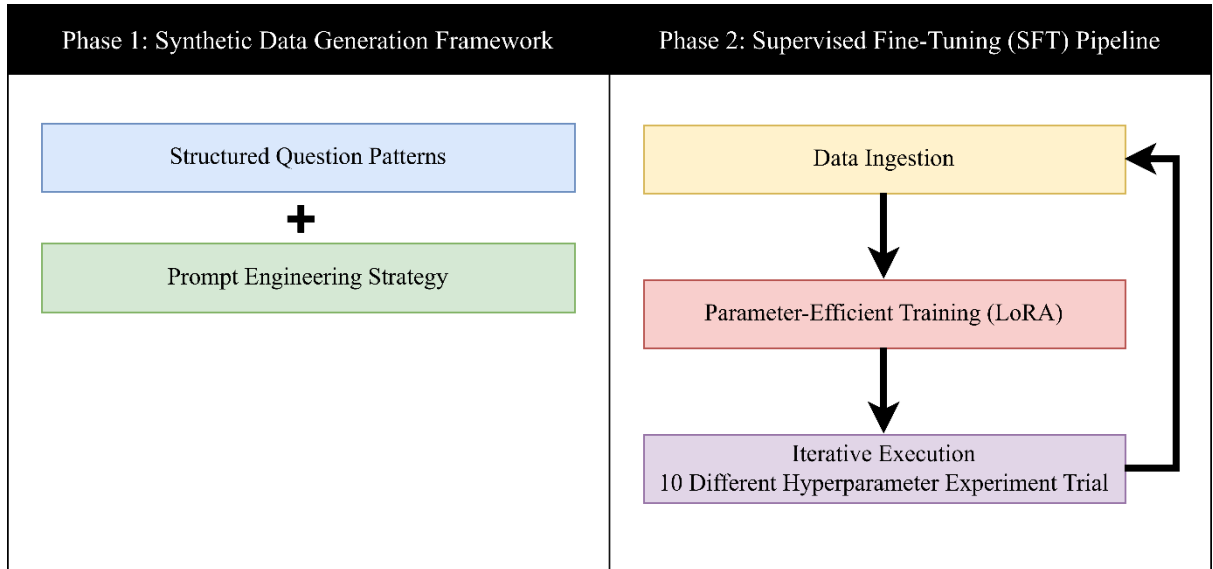 Phase 1: Synthetic Data Generation Framework
Phase 2: Supervised Fine-Tuning (SFT) Pipeline
Structured Question Patterns
+
Prompt Engineering Strategy
Data Ingestion
Parameter-Efficient Training (LoRA)
Iterative Execution
10 Different Hyperparameter Experiment Trial